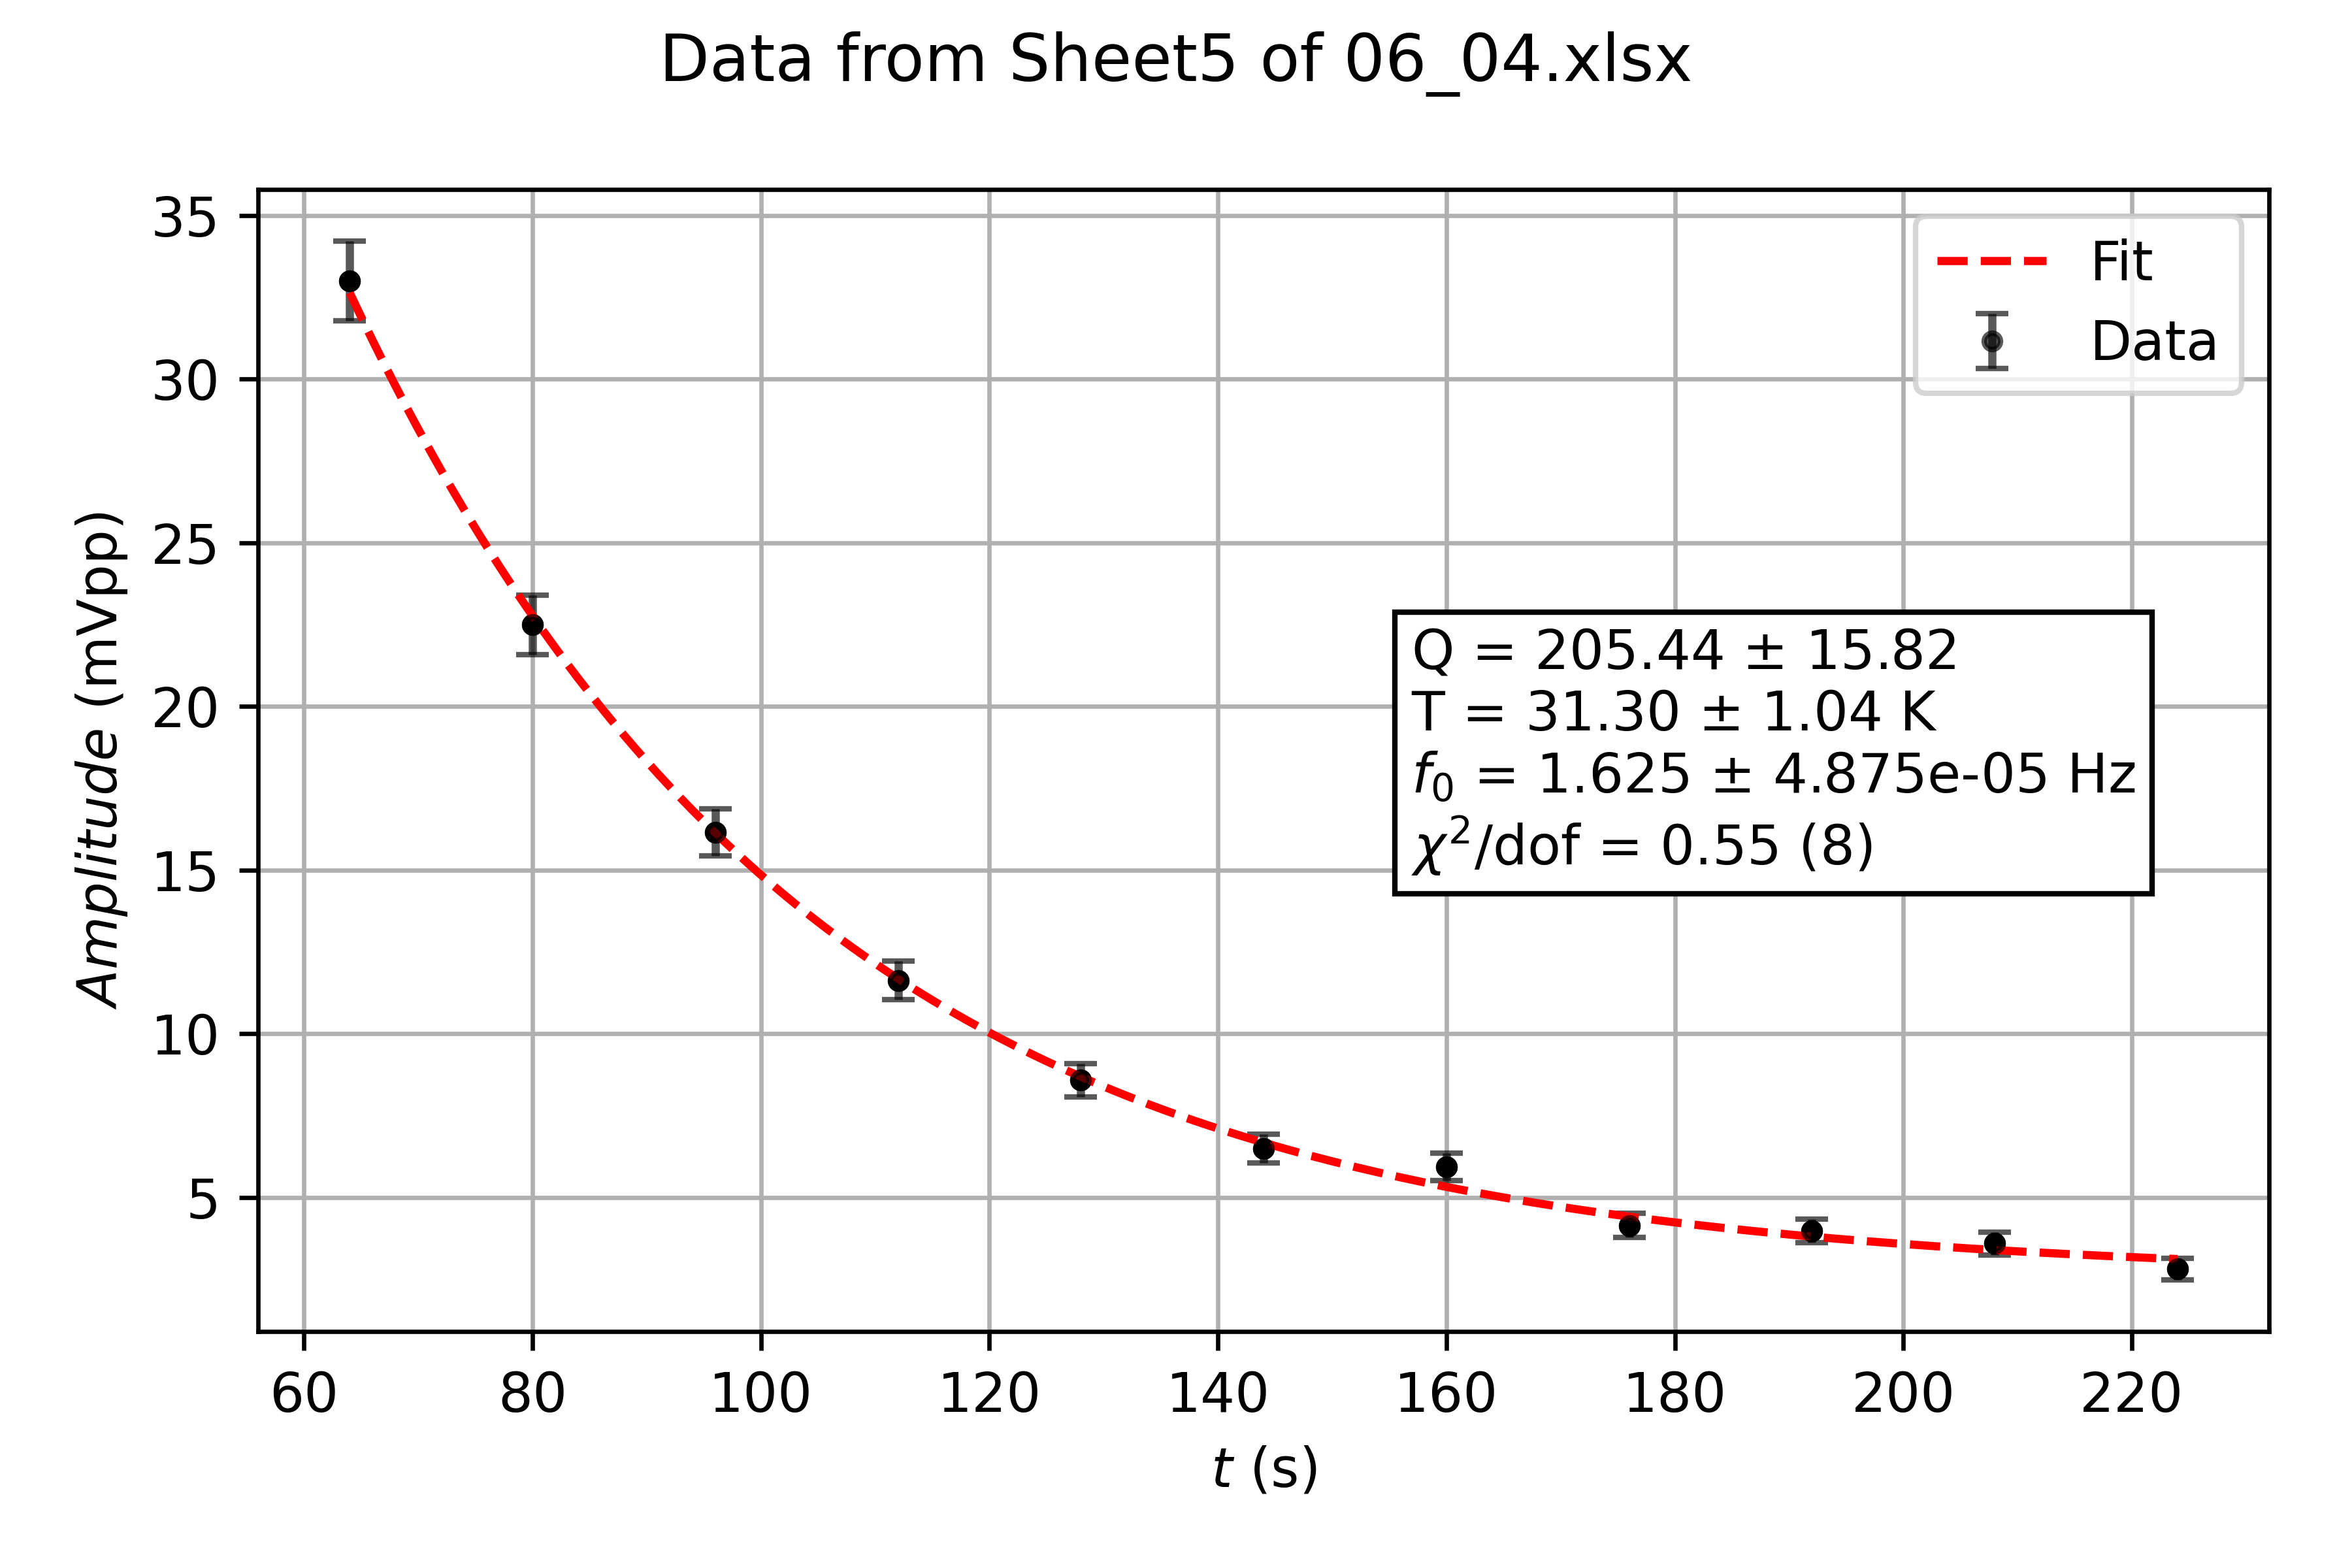 Data from Sheet5 of 06_04.xlsx
35
30
25
20
15
10
5
Amplitude (mVpp)
Fit
Data
Q = 205.44 ± 15.82
T = 31.30 ± 1.04 K
f₀ = 1.625 ± 4.875e-05 Hz
χ²/dof = 0.55 (8)
60 80 100 120 140 160 180 200 220
t (s)